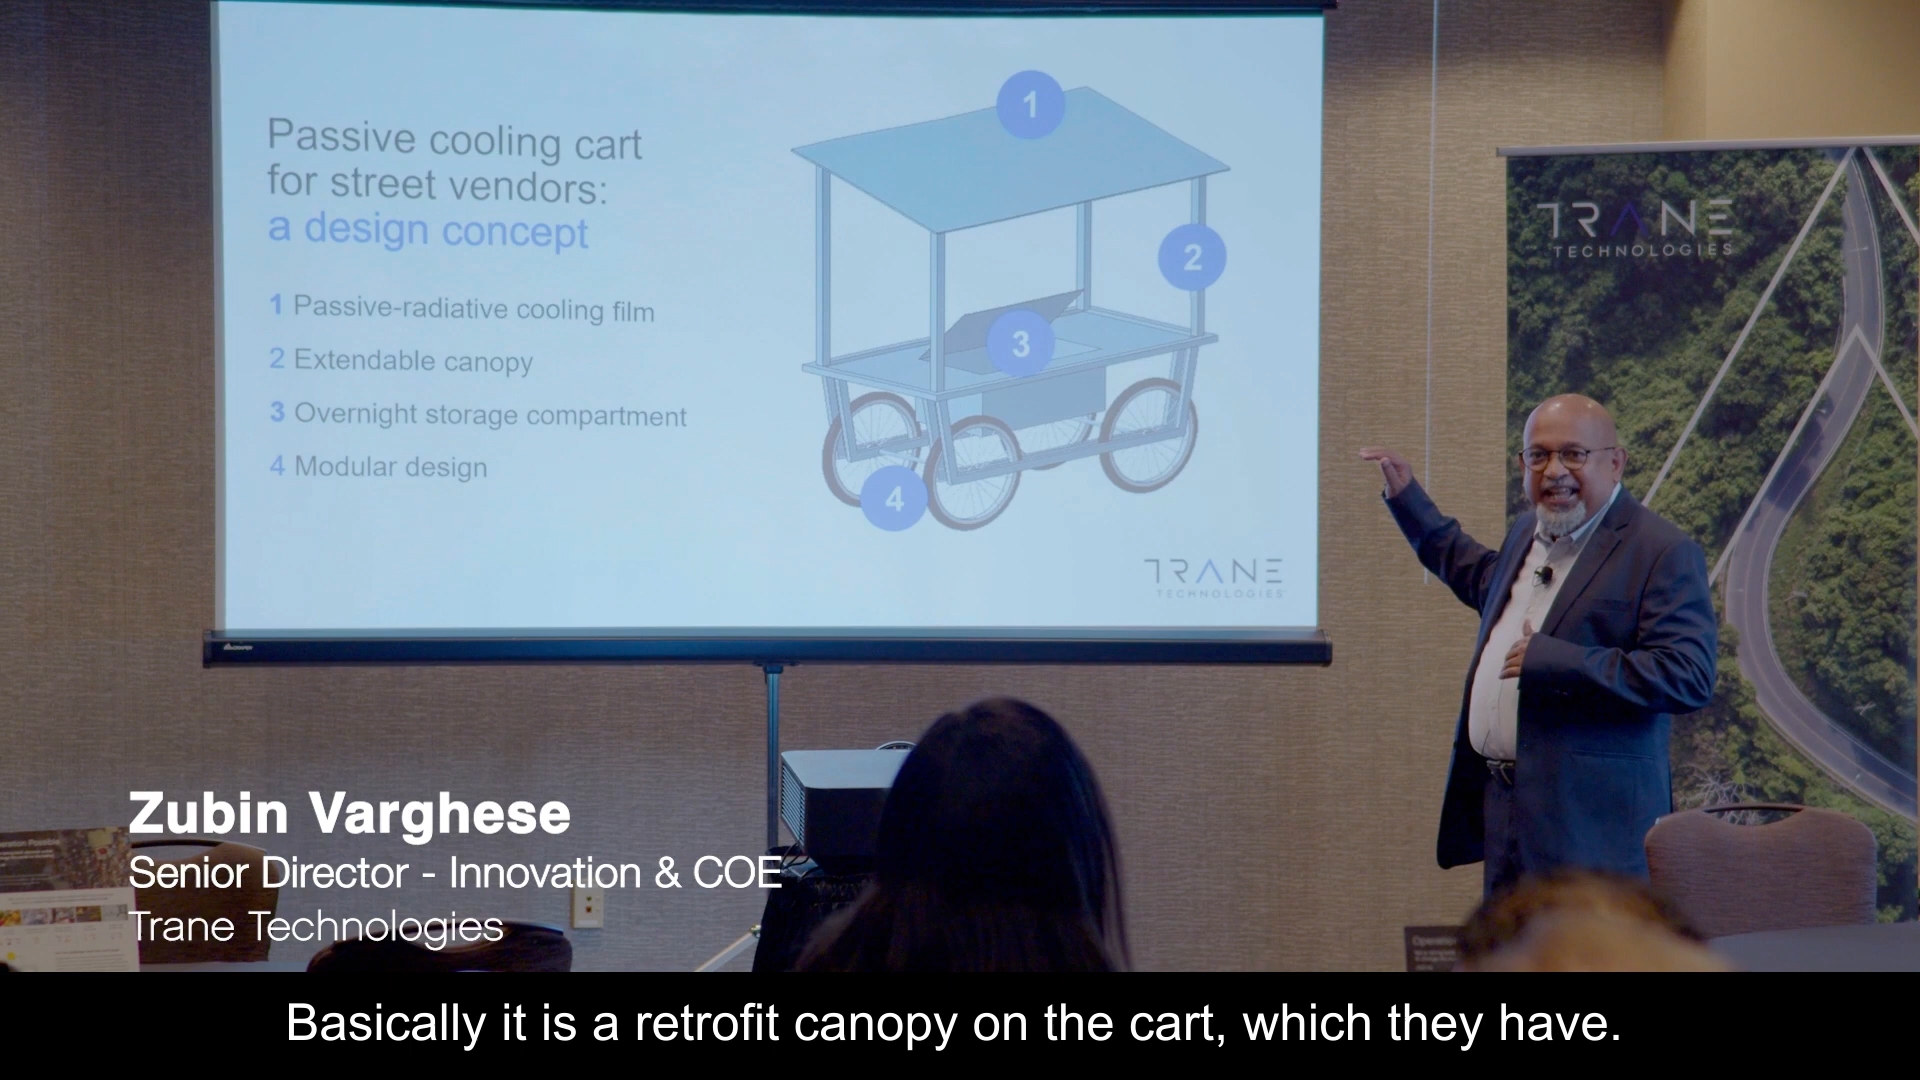 Passive cooling cart
for street vendors:
a design concept
1 Passive-radiative cooling film
2 Extendable canopy
3 Overnight storage compartment
4 Modular design
1
2
3
4
TRANE
TECHNOLOGIES
TRANE
TECHNOLOGIES
Zubin Varghese
Senior Director - Innovation & COE
Trane Technologies
Basically it is a retrofit canopy on the cart, which they have.